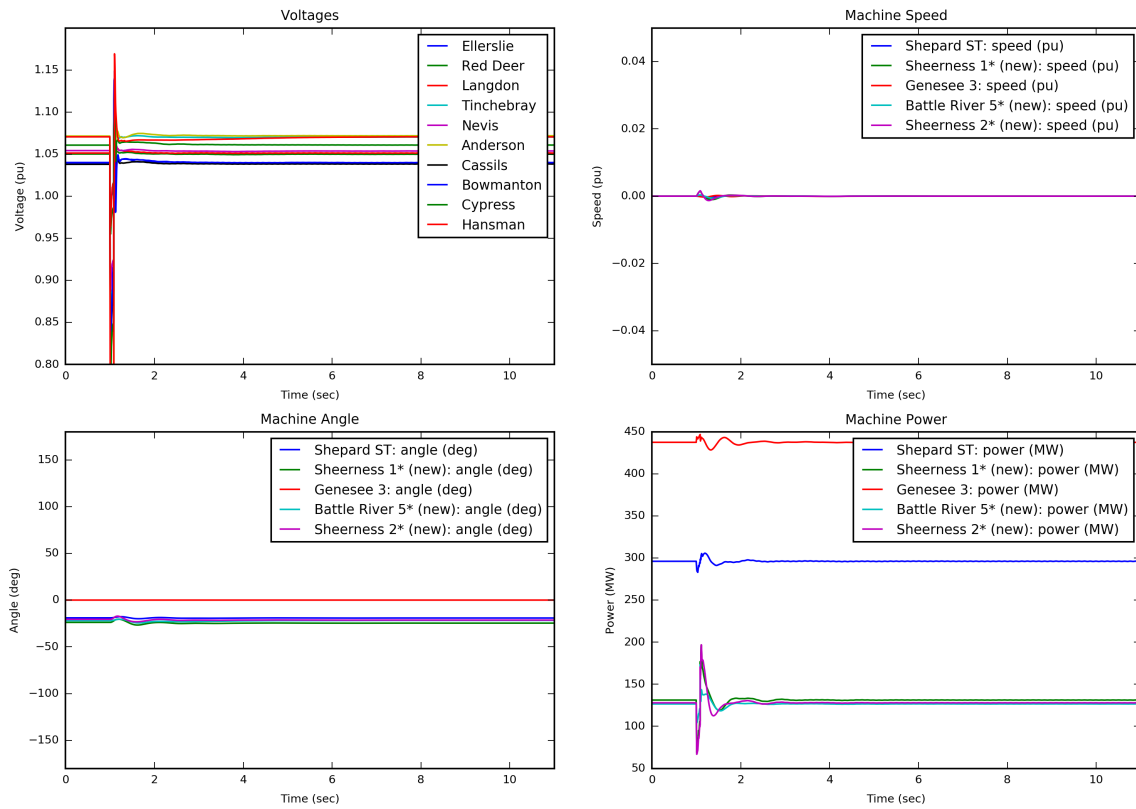 Voltages
1.15
1.10
1.05
1.00
0.95
0.90
0.85
0.80
Voltage (pu)
0 2 4 6 8 10
Time (sec)
Ellerslie
Red Deer
Langdon
Tinchebray
Nevis
Anderson
Cassils
Bowmanton
Cypress
Hansman
Machine Speed
0.04
0.02
0.00
−0.02
−0.04
Speed (pu)
0 2 4 6 8 10
Time (sec)
Shepard ST: speed (pu)
Sheerness 1* (new): speed (pu)
Genesee 3: speed (pu)
Battle River 5* (new): speed (pu)
Sheerness 2* (new): speed (pu)
Machine Angle
150
100
50
0
−50
−100
−150
Angle (deg)
0 2 4 6 8 10
Time (sec)
Shepard ST: angle (deg)
Sheerness 1* (new): angle (deg)
Genesee 3: angle (deg)
Battle River 5* (new): angle (deg)
Sheerness 2* (new): angle (deg)
Machine Power
450
400
350
300
250
200
150
100
50
Power (MW)
0 2 4 6 8 10
Time (sec)
Shepard ST: power (MW)
Sheerness 1* (new): power (MW)
Genesee 3: power (MW)
Battle River 5* (new): power (MW)
Sheerness 2* (new): power (MW)